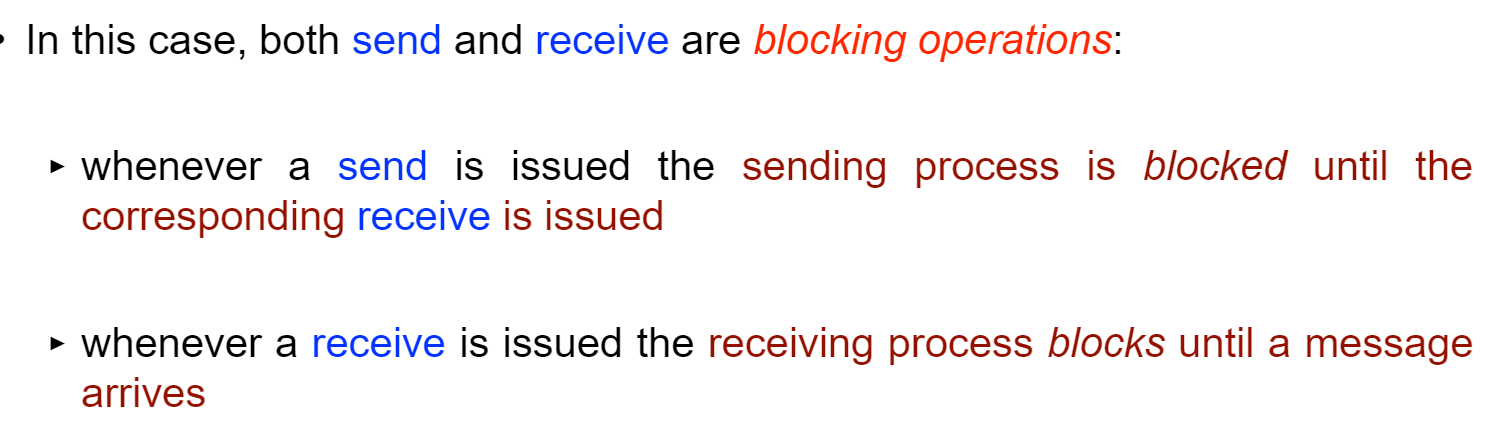 • In this case, both send and receive are blocking operations:
▸ whenever a send is issued the sending process is blocked until the
corresponding receive is issued
▸ whenever a receive is issued the receiving process blocks until a message
arrives